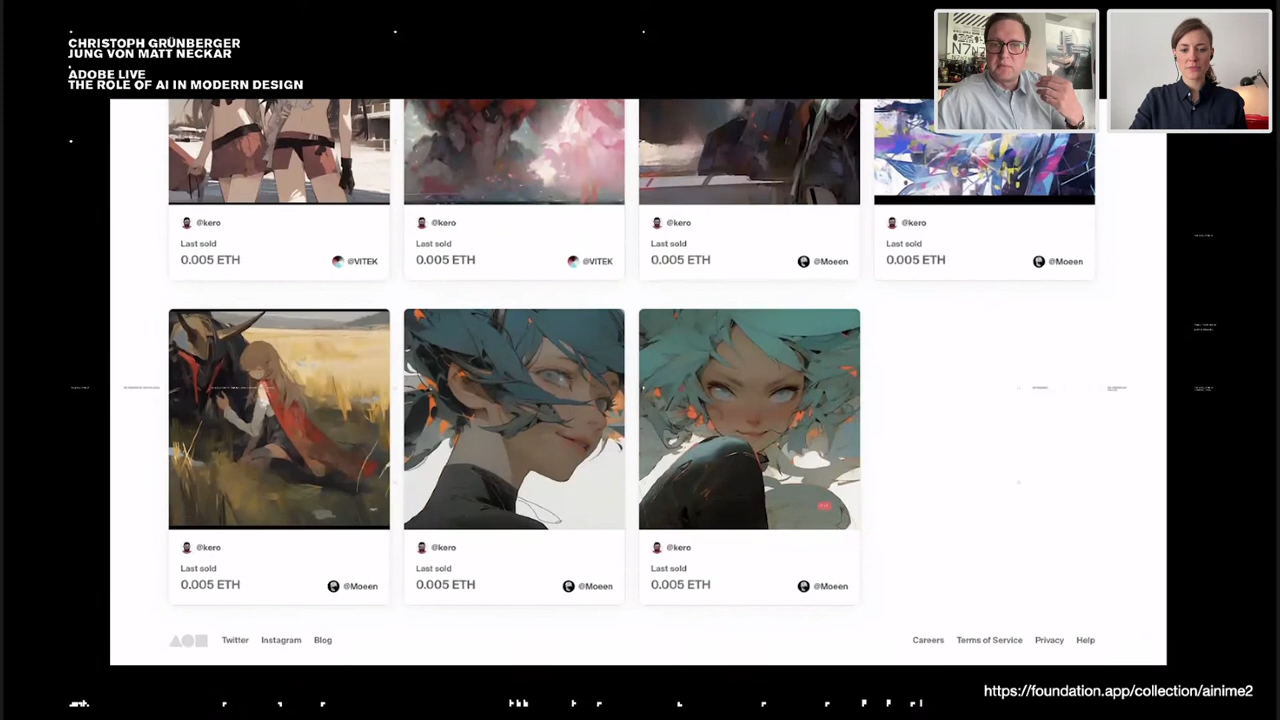 CHRISTOPH GRÜNBERGER
JUNG VON MATT NECKAR
ADOBE LIVE
THE ROLE OF AI IN MODERN DESIGN
@kero
Last sold
0.005 ETH
@VITEK
@kero
Last sold
0.005 ETH
@VITEK
@kero
Last sold
0.005 ETH
@Moeen
@kero
Last sold
0.005 ETH
@Moeen
@kero
Last sold
0.005 ETH
@Moeen
@kero
Last sold
0.005 ETH
@Moeen
@kero
Last sold
0.005 ETH
@Moeen
Twitter Instagram Blog
Careers Terms of Service Privacy Help
https://foundation.app/collection/ainime2